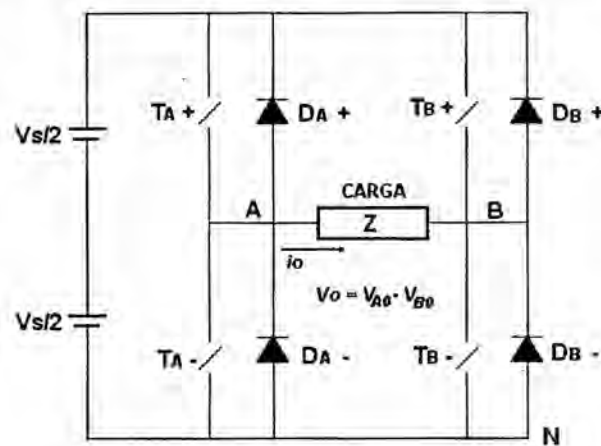 TA + DA + TB + DB +
Vs/2
CARGA
A Z B
io
Vo = VA0 - VB0
Vs/2
TA - DA - TB - DB -
N